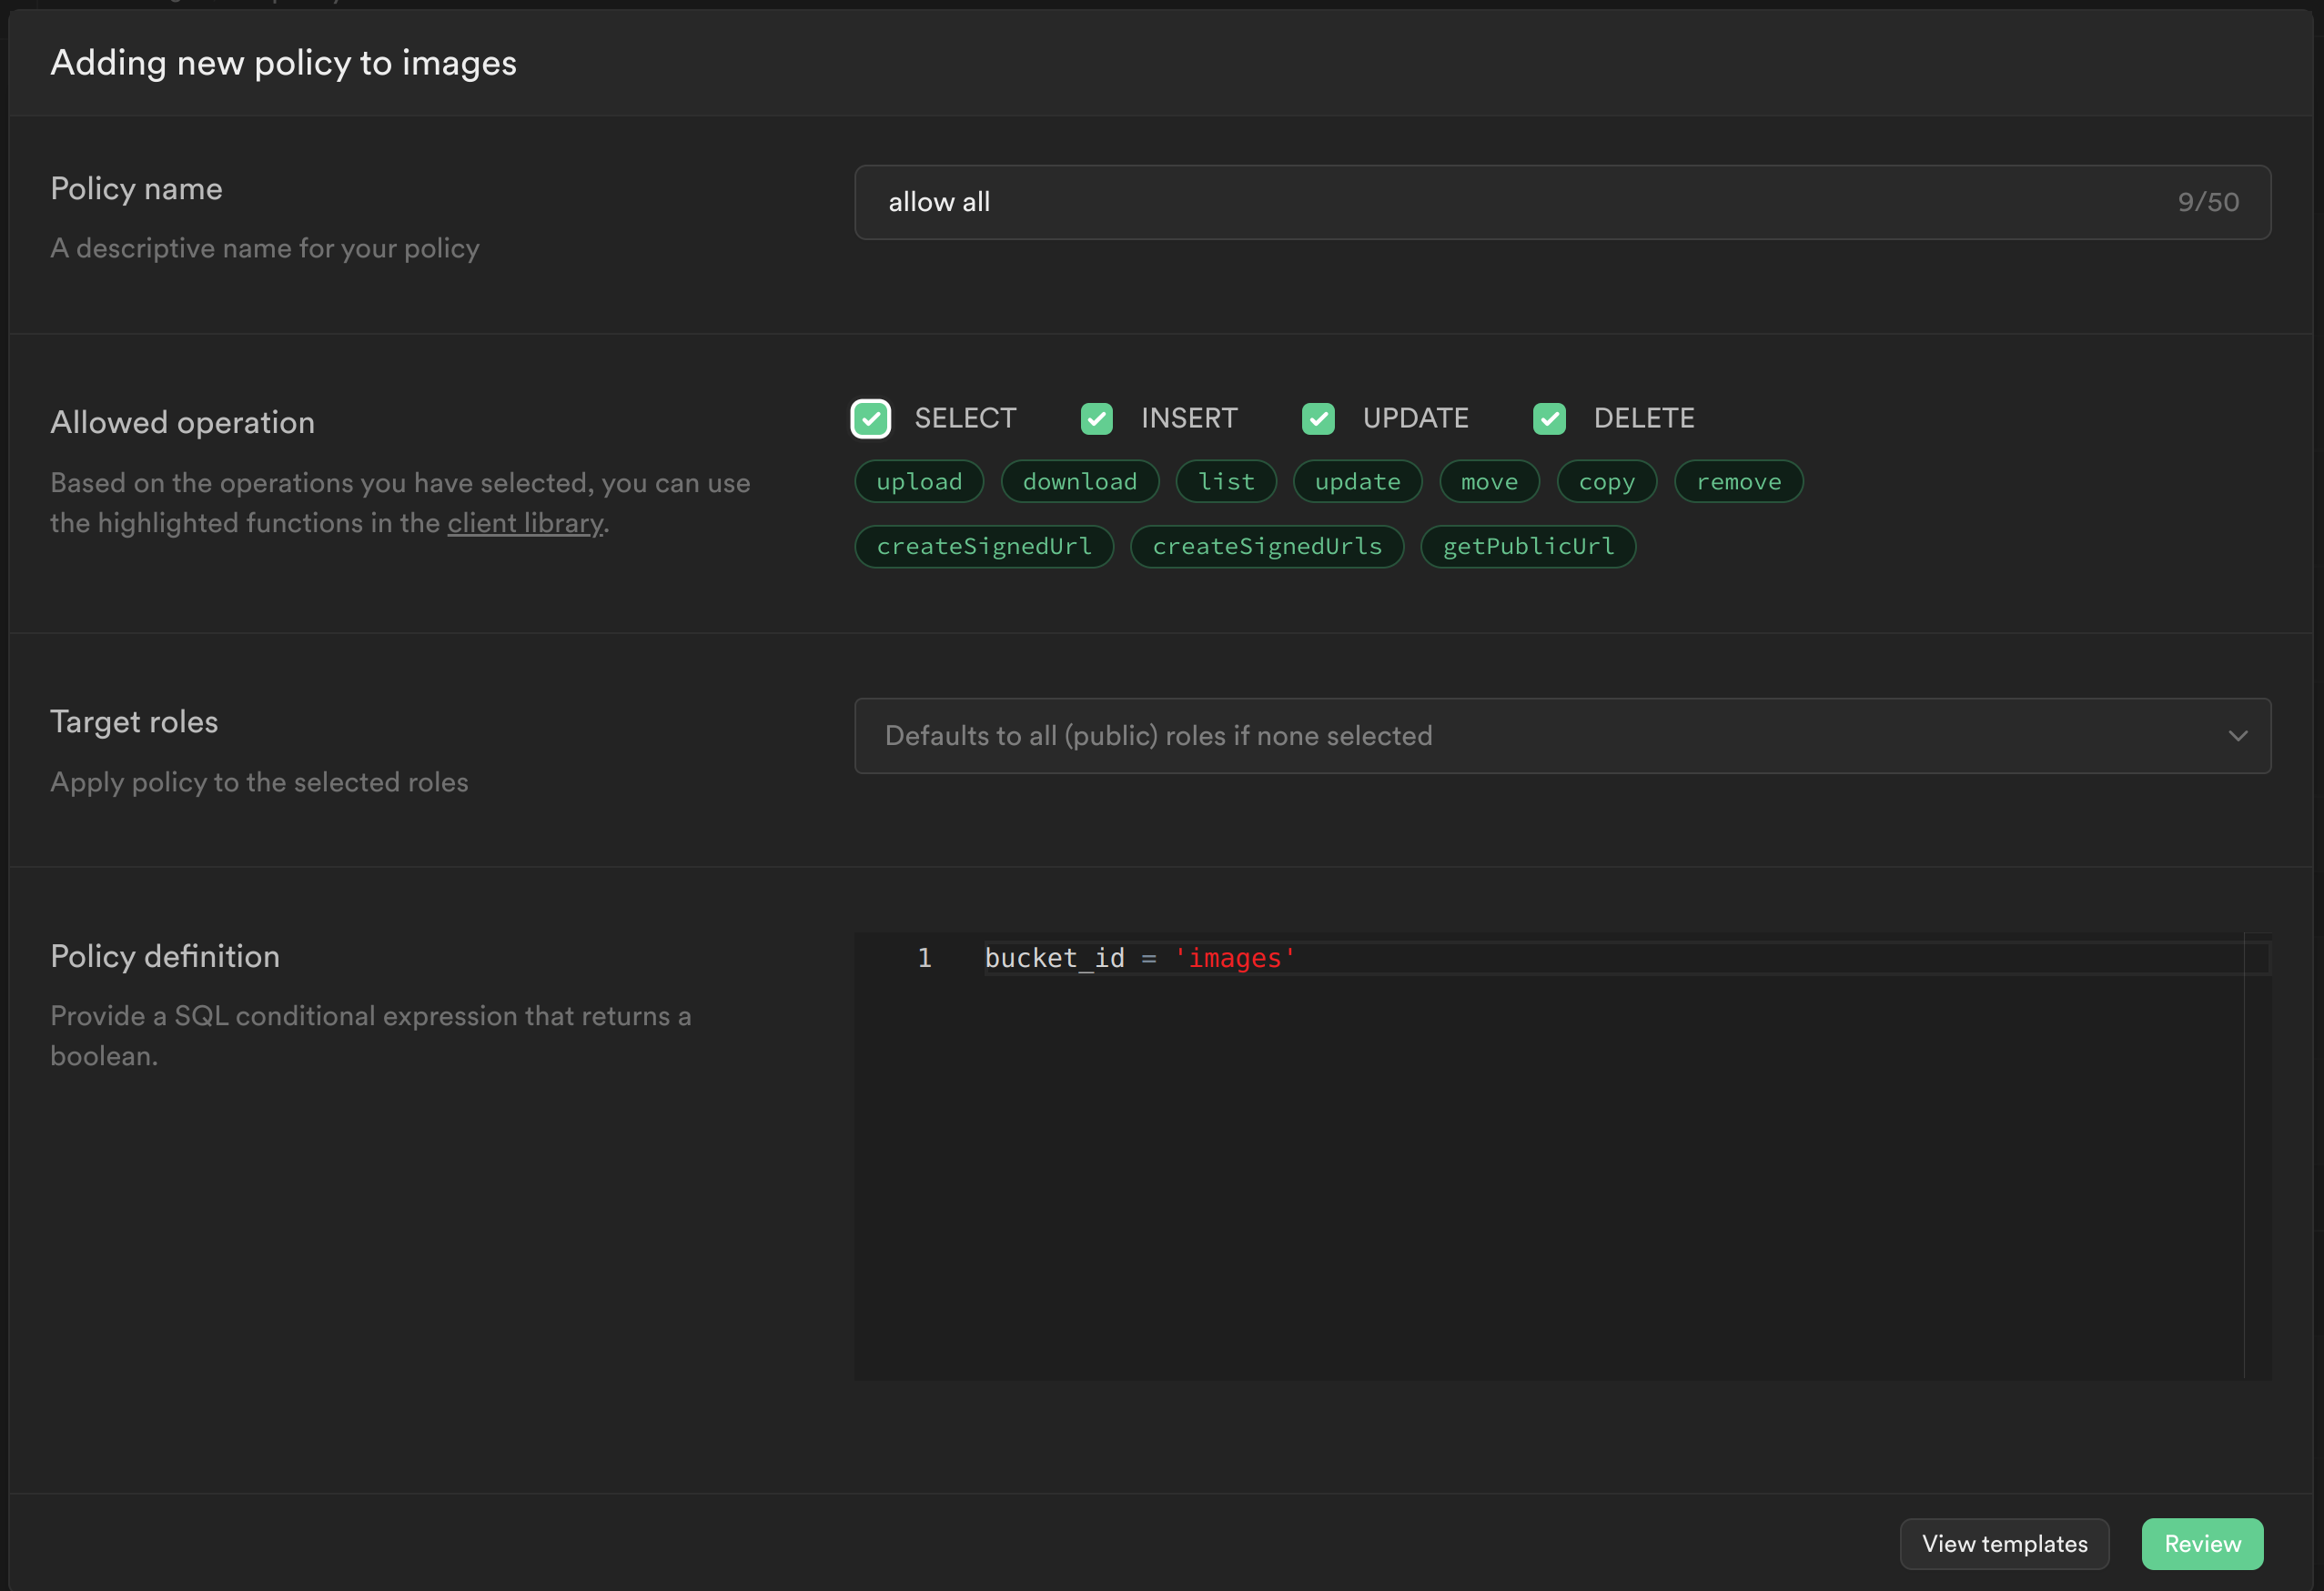 Adding new policy to images
Policy name
A descriptive name for your policy
allow all
9/50
Allowed operation
Based on the operations you have selected, you can use
the highlighted functions in the client library.
SELECT INSERT UPDATE DELETE
upload download list update move copy remove
createSignedUrl createSignedUrls getPublicUrl
Target roles
Apply policy to the selected roles
Defaults to all (public) roles if none selected
Policy definition
Provide a SQL conditional expression that returns a
boolean.
1 bucket_id = 'images'
View templates Review